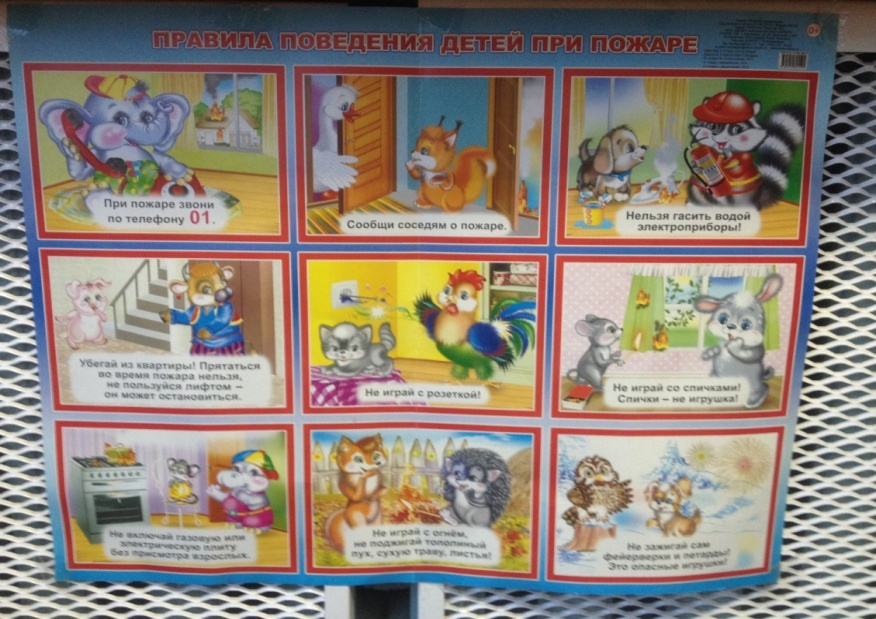 ПРАВИЛА ПОВЕДЕНИЯ ДЕТЕЙ ПРИ ПОЖАРЕ
0+
При пожаре звони
по телефону 01.
Сообщи соседям о пожаре.
Нельзя гасить водой
электроприборы!
Убегай из квартиры! Прятаться
во время пожара нельзя,
не пользуйся лифтом –
он может остановиться.
Не играй с розеткой!
Не играй со спичками!
Спички – не игрушка!
Не включай газовую или
электрическую плиту
без присмотра взрослых.
Не играй с огнём,
не поджигай тополиный
пух, сухую траву, листья!
Не зажигай сам
фейерверки и петарды!
Это опасные игрушки!